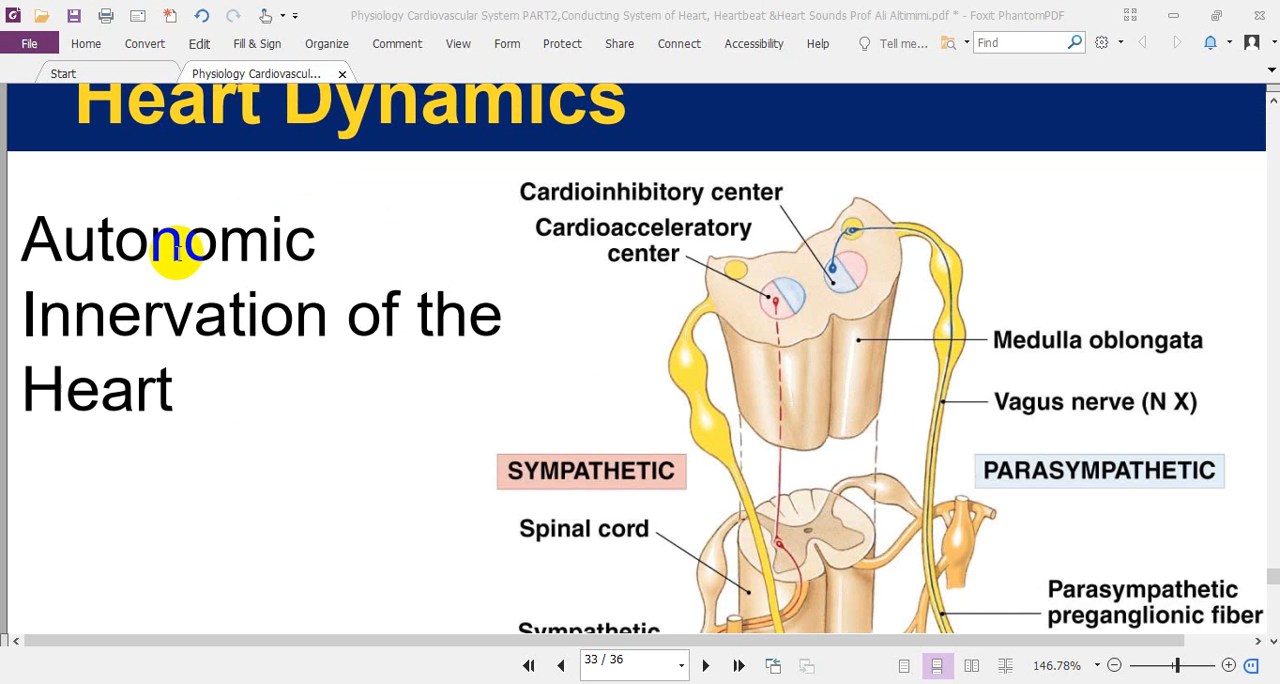 Physiology Cardiovascular System PART2,Conducting System of Heart, Heartbeat &Heart Sounds Prof Ali Altimimi.pdf * - Foxit PhantomPDF
File Home Convert Edit Fill & Sign Organize Comment View Form Protect Share Connect Accessibility Help Tell me... Find
Start Physiology Cardiovascul...
Heart Dynamics
Autonomic
Innervation of the
Heart
Cardioinhibitory center
Cardioacceleratory
center
Medulla oblongata
Vagus nerve (N X)
SYMPATHETIC
PARASYMPATHETIC
Spinal cord
Parasympathetic
preganglionic fiber
Sympathetic
33 / 36
146.78%